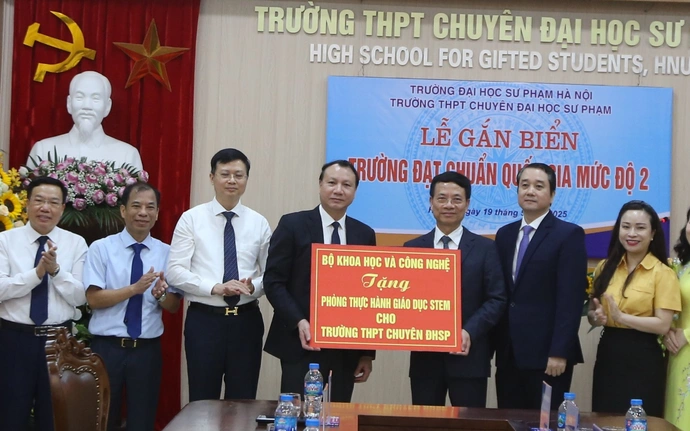 TRƯỜNG THPT CHUYÊN ĐẠI HỌC SƯ
HIGH SCHOOL FOR GIFTED STUDENTS, HNU
TRƯỜNG ĐẠI HỌC SƯ PHẠM HÀ NỘI
TRƯỜNG THPT CHUYÊN ĐẠI HỌC SƯ PHẠM
LỄ GẮN BIỂN
TRƯỜNG ĐẠT CHUẨN QUỐC GIA MỨC ĐỘ 2
ngày 19 2025
BỘ KHOA HỌC VÀ CÔNG NGHỆ
Tặng
PHÒNG THỰC HÀNH GIÁO DỤC STEM
CHO
TRƯỜNG THPT CHUYÊN ĐHSP